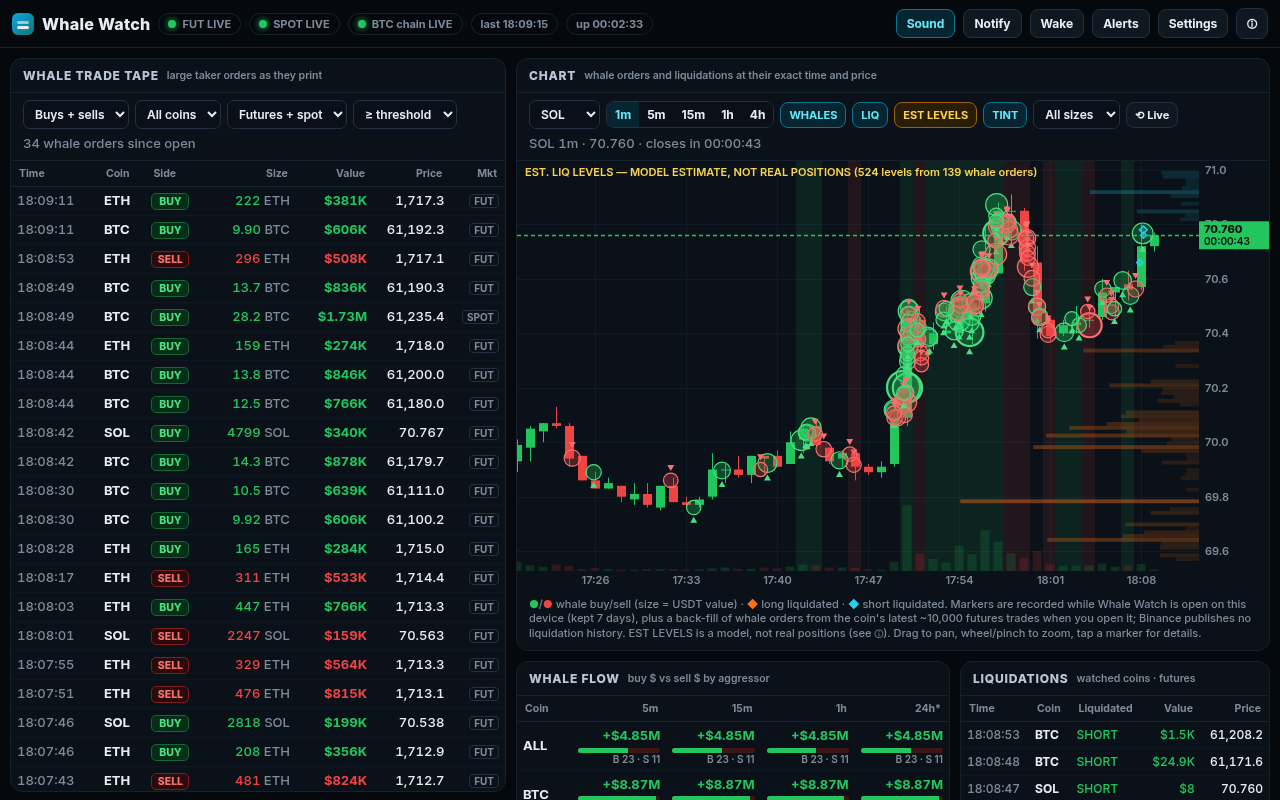 Whale Watch
FUT LIVE
SPOT LIVE
BTC chain LIVE
last 18:09:15
up 00:02:33
Sound
Notify
Wake
Alerts
Settings
WHALE TRADE TAPE large taker orders as they print
Buys + sells
All coins
Futures + spot
≥ threshold
34 whale orders since open
Time Coin Side Size Value Price Mkt
18:09:11 ETH BUY 222 ETH $381K 1,717.3 FUT
18:09:11 BTC BUY 9.90 BTC $606K 61,192.3 FUT
18:08:53 ETH SELL 296 ETH $508K 1,717.1 FUT
18:08:49 BTC BUY 13.7 BTC $836K 61,190.3 FUT
18:08:49 BTC BUY 28.2 BTC $1.73M 61,235.4 SPOT
18:08:44 ETH BUY 159 ETH $274K 1,718.0 FUT
18:08:44 BTC BUY 13.8 BTC $846K 61,200.0 FUT
18:08:44 BTC BUY 12.5 BTC $766K 61,180.0 FUT
18:08:42 SOL BUY 4799 SOL $340K 70.767 FUT
18:08:42 BTC BUY 14.3 BTC $878K 61,179.7 FUT
18:08:30 BTC BUY 10.5 BTC $639K 61,111.0 FUT
18:08:30 BTC BUY 9.92 BTC $606K 61,100.2 FUT
18:08:28 ETH BUY 165 ETH $284K 1,715.0 FUT
18:08:17 ETH SELL 311 ETH $533K 1,714.4 FUT
18:08:03 ETH BUY 447 ETH $766K 1,713.3 FUT
18:08:01 SOL SELL 2247 SOL $159K 70.563 FUT
18:07:55 ETH SELL 329 ETH $564K 1,713.3 FUT
18:07:51 ETH SELL 476 ETH $815K 1,713.1 FUT
18:07:46 SOL BUY 2818 SOL $199K 70.538 FUT
18:07:46 ETH BUY 208 ETH $356K 1,712.9 FUT
18:07:43 ETH SELL 481 ETH $824K 1,712.7 FUT
CHART whale orders and liquidations at their exact time and price
SOL
1m 5m 15m 1h 4h
WHALES
LIQ
EST LEVELS
TINT
All sizes
⟲ Live
SOL 1m · 70.760 · closes in 00:00:43
EST. LIQ LEVELS — MODEL ESTIMATE, NOT REAL POSITIONS (524 levels from 139 whale orders)
71.0
70.760
00:00:43
70.6
70.4
70.2
70.0
69.8
69.6
17:26 17:33 17:40 17:47 17:54 18:01 18:08
●/● whale buy/sell (size = USDT value) · ◆ long liquidated · ◆ short liquidated. Markers are recorded while Whale Watch is open on this
device (kept 7 days), plus a back-fill of whale orders from the coin's latest ~10,000 futures trades when you open it; Binance publishes no
liquidation history. EST LEVELS is a model, not real positions (see ⓘ). Drag to pan, wheel/pinch to zoom, tap a marker for details.
WHALE FLOW buy $ vs sell $ by aggressor
Coin 5m 15m 1h 24h*
ALL +$4.85M +$4.85M +$4.85M +$4.85M
B 23 · S 11 B 23 · S 11 B 23 · S 11 B 23 · S 11
BTC +$8.87M +$8.87M +$8.87M +$8.87M
LIQUIDATIONS watched coins · futures
Time Coin Liquidated Value Price
18:08:53 BTC SHORT $1.5K 61,208.2
18:08:48 BTC SHORT $24.9K 61,171.6
18:08:47 SOL SHORT $8 70.760